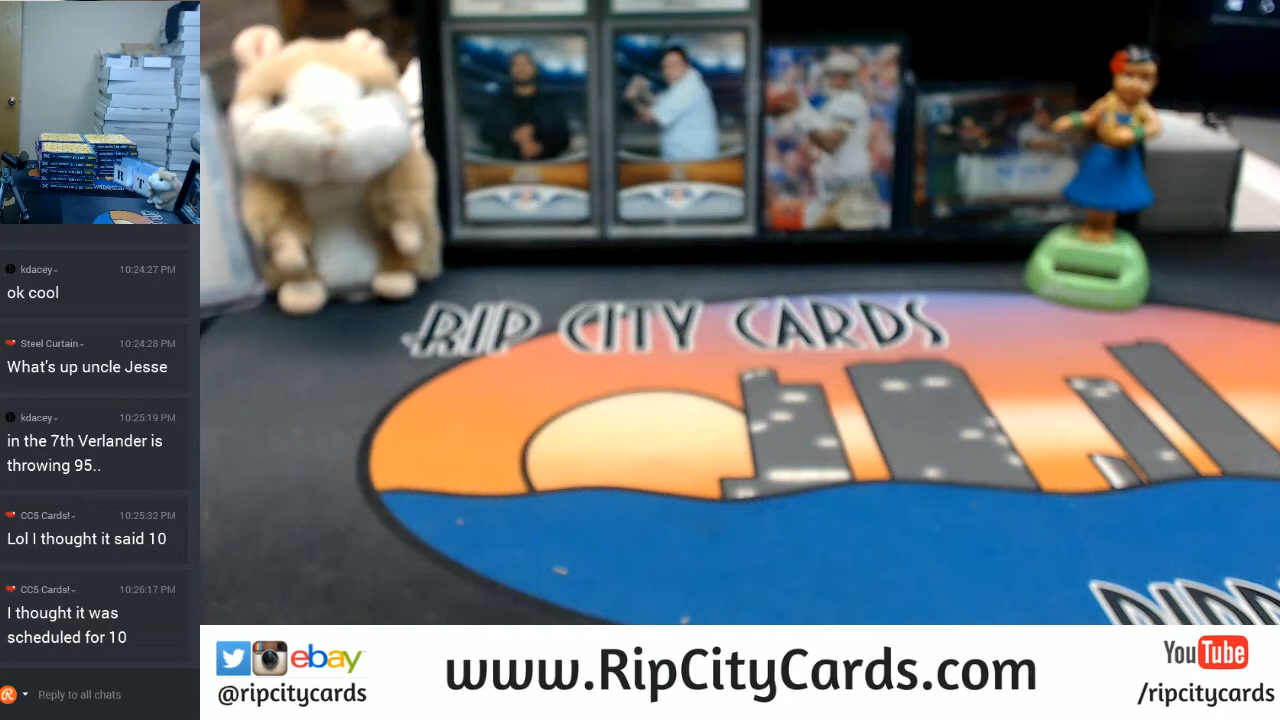 kdacey- 10:24:27 PM
ok cool
Steel Curtain- 10:24:28 PM
What's up uncle Jesse
kdacey- 10:25:19 PM
in the 7th Verlander is
throwing 95..
CC5 Cards!- 10:25:32 PM
Lol I thought it said 10
CC5 Cards!- 10:26:17 PM
I thought it was
scheduled for 10
Reply to all chats
RIP CITY CARDS
ebay
@ripcitycards
www.RipCityCards.com
YouTube
/ripcitycards